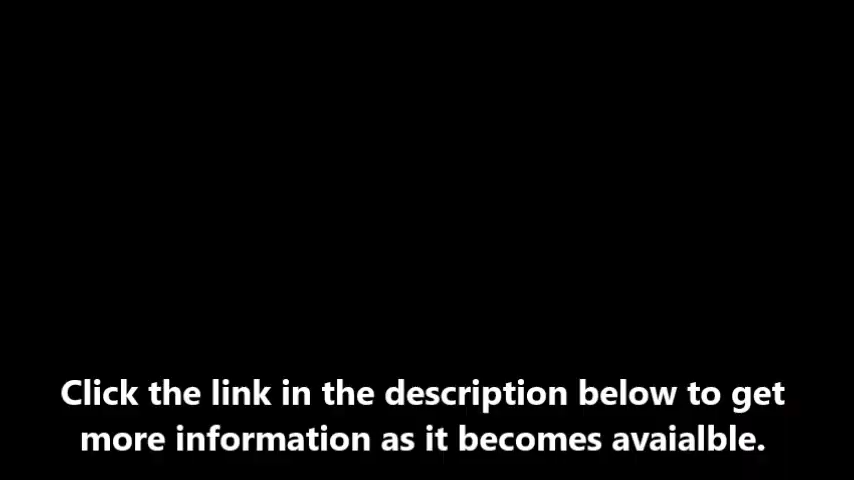 Click the link in the description below to get
more information as it becomes avaialble.